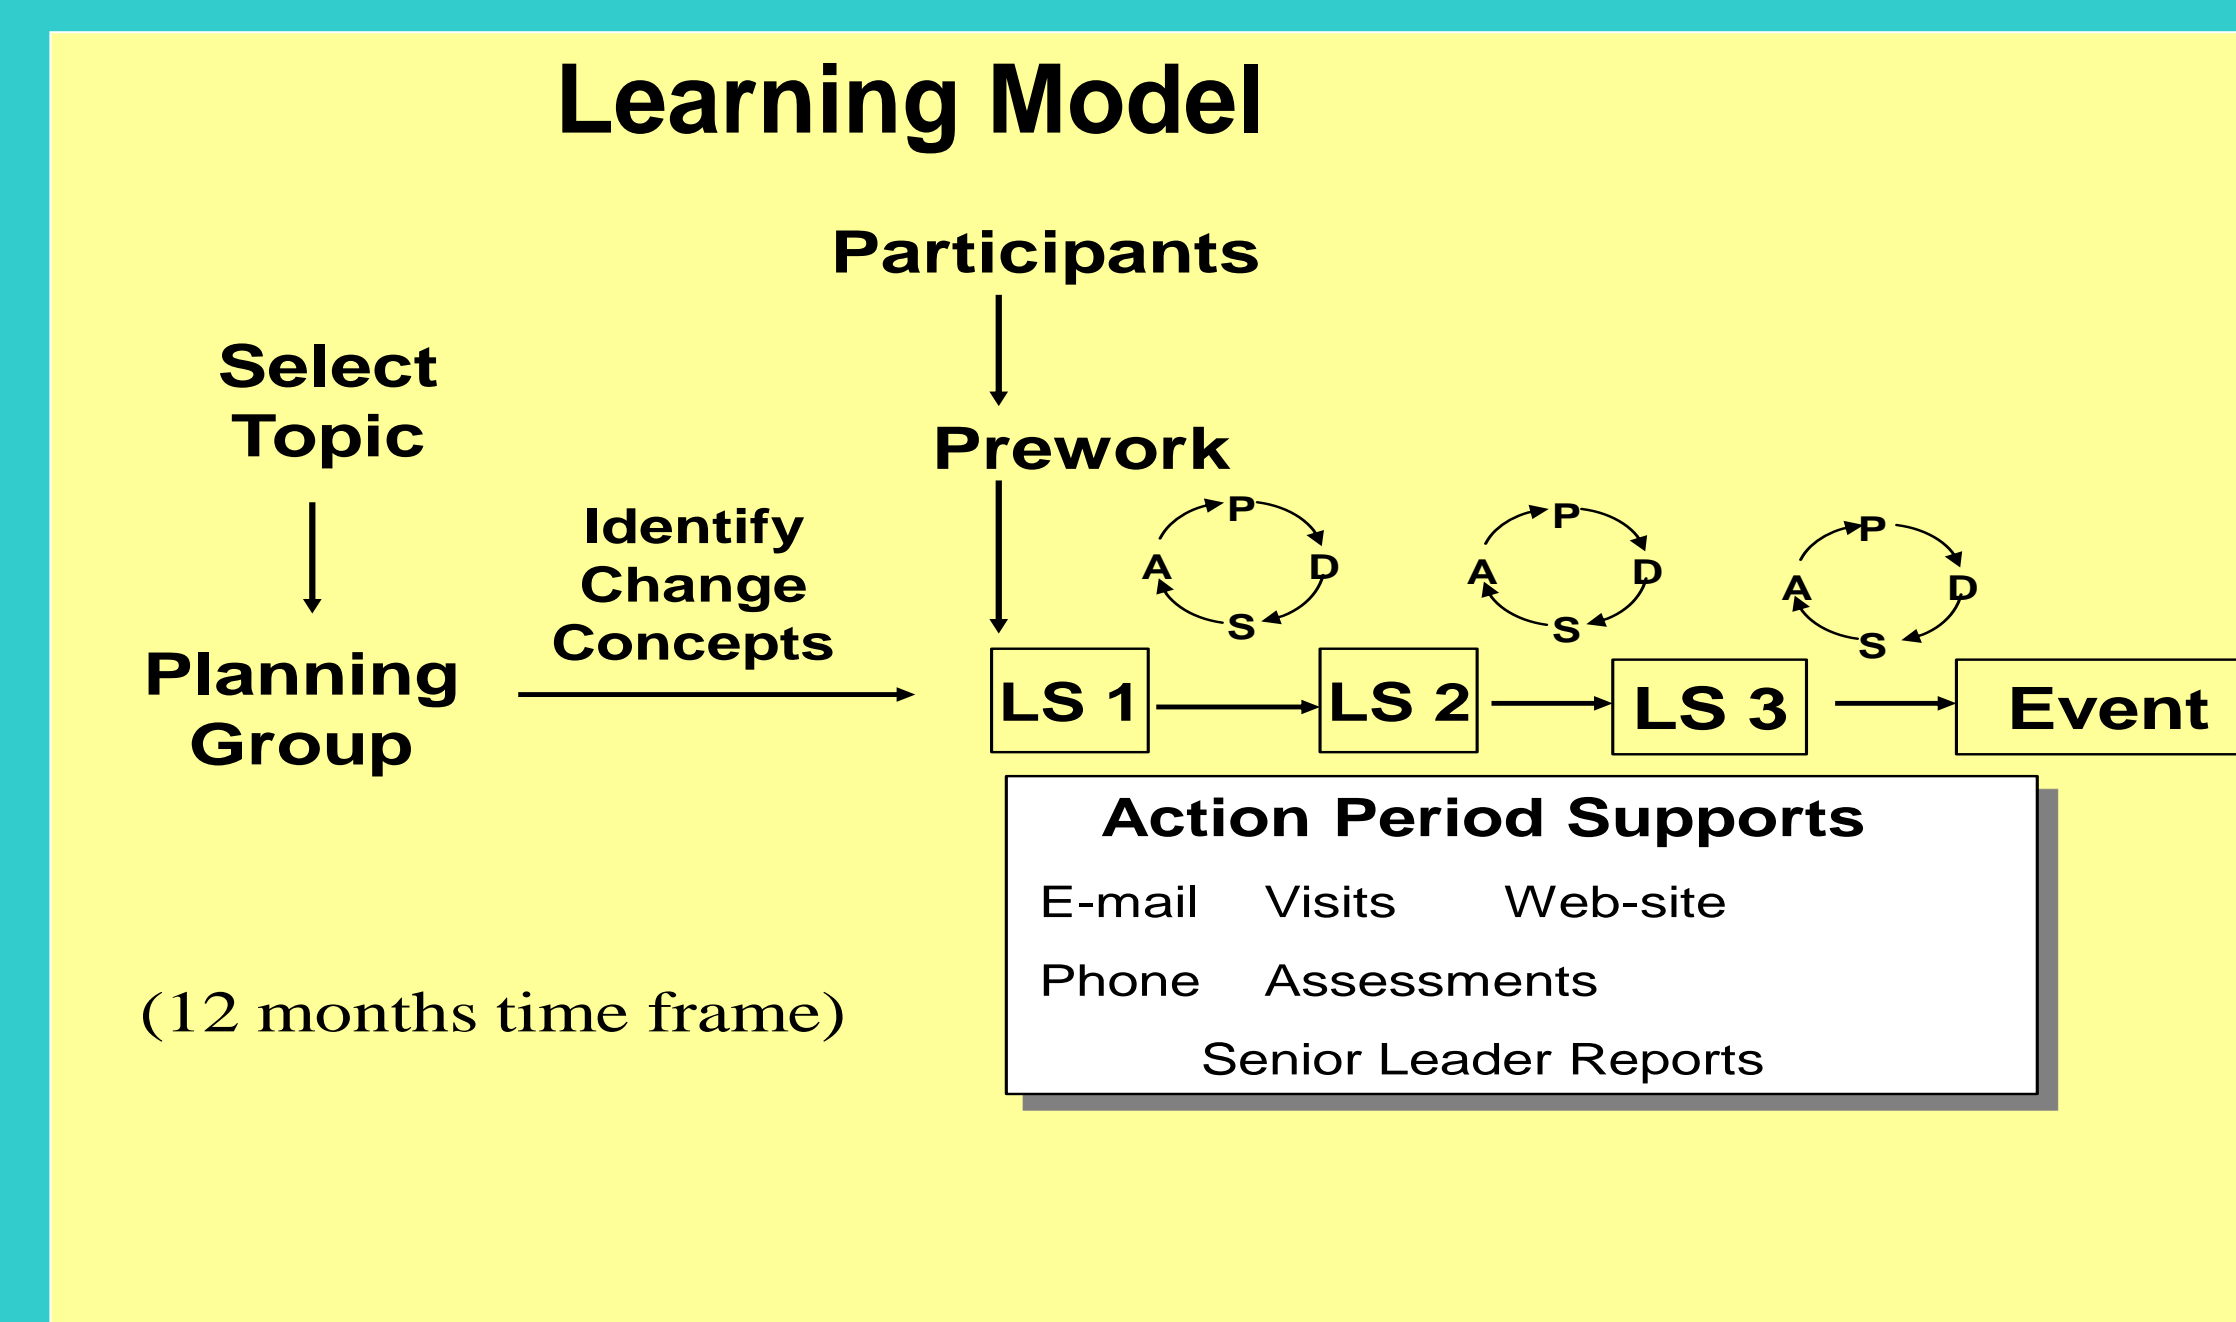 Learning Model
Participants
Select
Topic
Prework
Identify
Change
Concepts
Planning
Group
P
A
D
S
P
A
D
S
P
A
D
S
LS 1
LS 2
LS 3
Event
Action Period Supports
E-mail Visits Web-site
Phone Assessments
Senior Leader Reports
(12 months time frame)